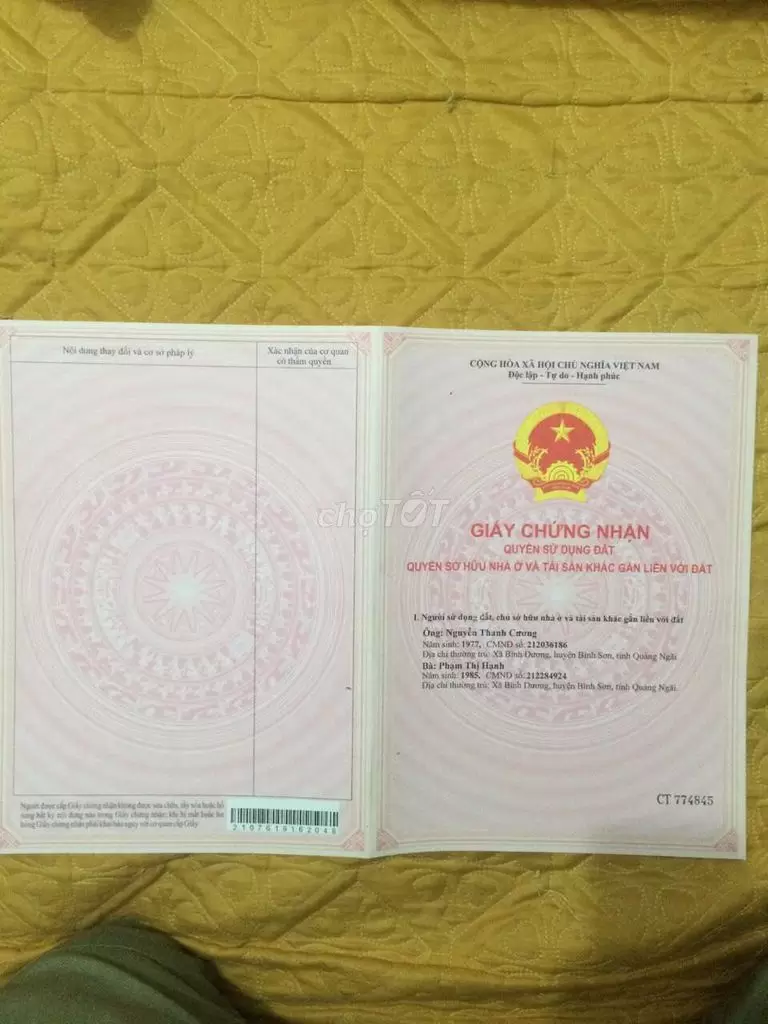 Nội dung thay đổi và cơ sở pháp lý
Xác nhận của cơ quan
có thẩm quyền
Người được cấp Giấy chứng nhận không được sửa chữa, tẩy xóa hoặc bổ
sung bất kỳ nội dung nào trong Giấy chứng nhận; khi bị mất hoặc hư
hỏng Giấy chứng nhận phải khai báo ngay với cơ quan cấp Giấy
2167619162048
CỘNG HÒA XÃ HỘI CHỦ NGHĨA VIỆT NAM
Độc lập - Tự do - Hạnh phúc
chợTỐT
GIẤY CHỨNG NHẬN
QUYỀN SỬ DỤNG ĐẤT
QUYỀN SỞ HỮU NHÀ Ở VÀ TÀI SẢN KHÁC GẮN LIỀN VỚI ĐẤT
I. Người sử dụng đất, chủ sở hữu nhà ở và tài sản khác gắn liền với đất
Ông: Nguyễn Thanh Cương
Năm sinh: 1977, CMND số: 212036186
Địa chỉ thường trú: Xã Bình Dương, huyện Bình Sơn, tỉnh Quảng Ngãi
Bà: Phạm Thị Hạnh
Năm sinh: 1985, CMND số: 212284924
Địa chỉ thường trú: Xã Bình Dương, huyện Bình Sơn, tỉnh Quảng Ngãi.
CT 774845